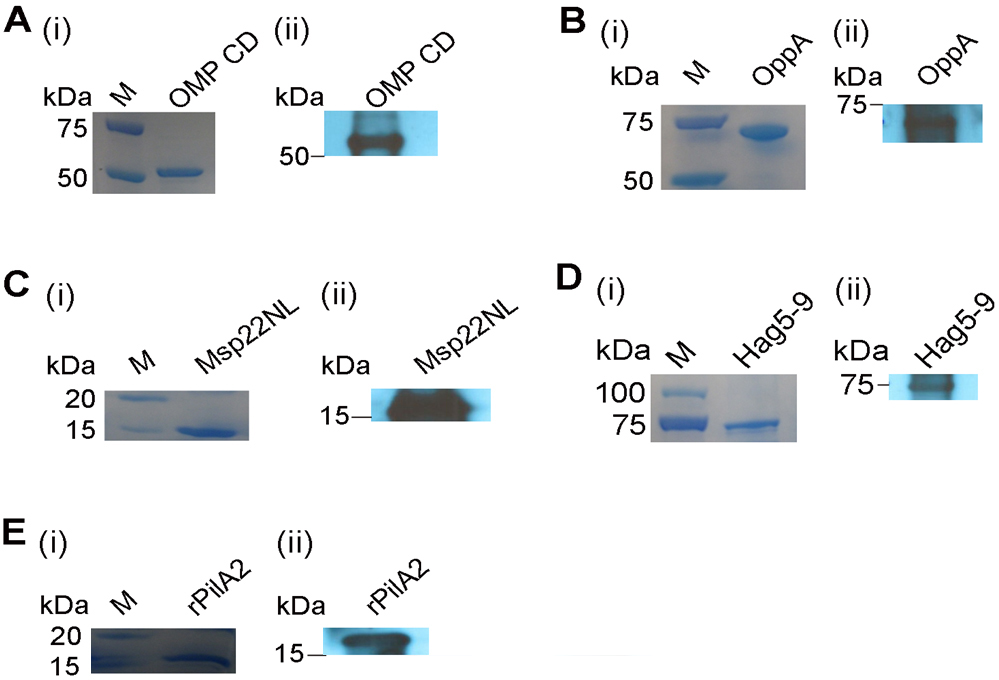 A (i) (ii)
kDa M OMP CD OMP CD
75
50 50
B (i) (ii)
kDa M OppA OppA
75 75
50
C (i) (ii)
kDa M Msp22NL kDa Msp22NL
20
15 15
D (i) (ii)
kDa M Hag5-9 kDa Hag5-9
100 75
75
E (i) (ii)
kDa M rPilA2 kDa rPilA2
20
15 15